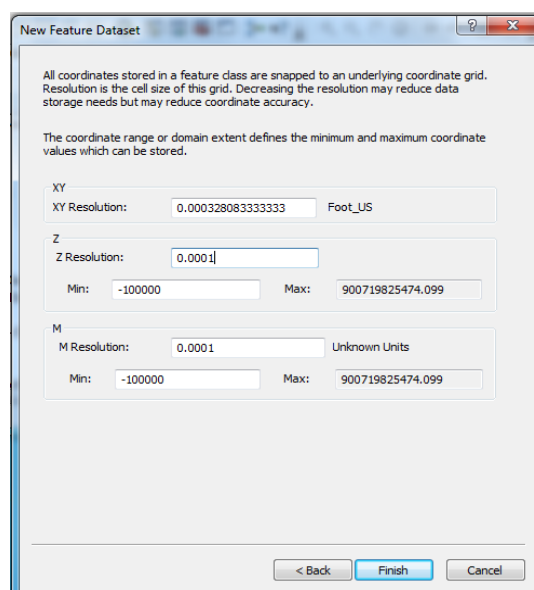 New Feature Dataset
All coordinates stored in a feature class are snapped to an underlying coordinate grid.
Resolution is the cell size of this grid. Decreasing the resolution may reduce data
storage needs but may reduce coordinate accuracy.
The coordinate range or domain extent defines the minimum and maximum coordinate
values which can be stored.
XY
XY Resolution: 0.000328083333333 Foot_US
Z
Z Resolution: 0.0001
Min: -100000 Max: 900719825474.099
M
M Resolution: 0.0001 Unknown Units
Min: -100000 Max: 900719825474.099
< Back Finish Cancel